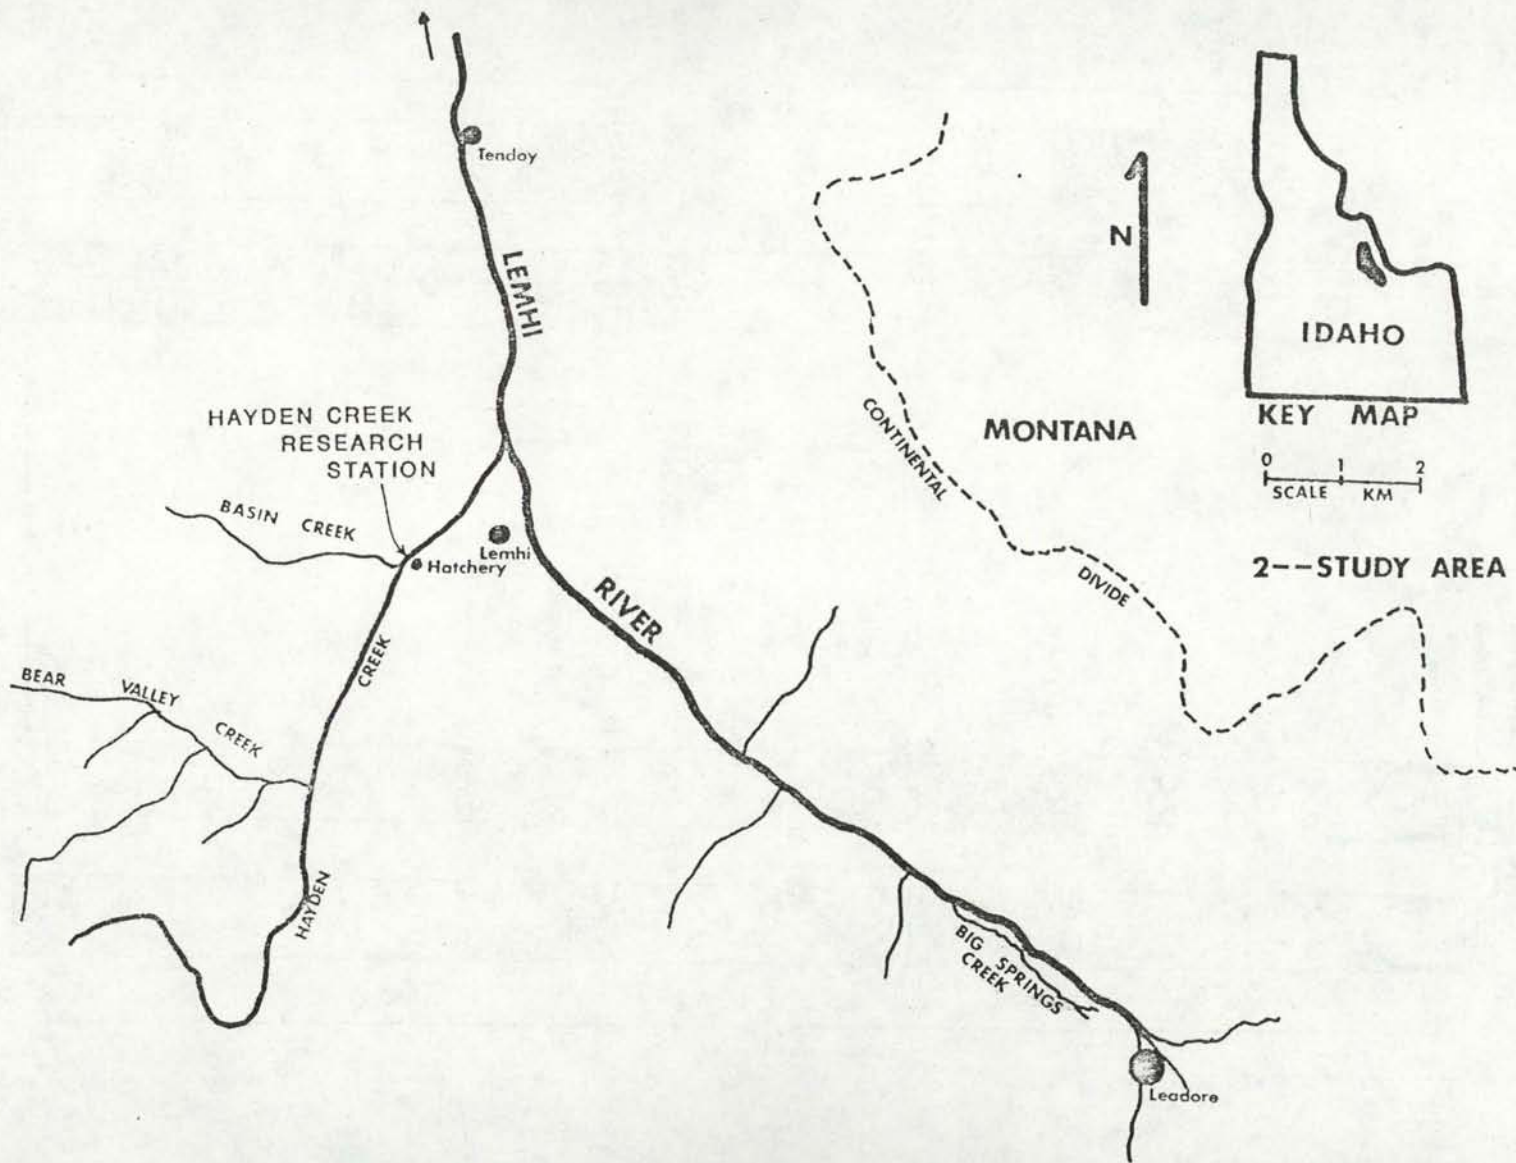 Tendoy
LEMHI
N
IDAHO
KEY MAP
0 1 2
SCALE KM
2--STUDY AREA
MONTANA
CONTINENTAL
DIVIDE
HAYDEN CREEK
RESEARCH
STATION
BASIN CREEK
Hatchery
Lemhi
RIVER
CREEK
BEAR VALLEY CREEK
HAYDEN
BIG SPRINGS
CREEK
Leadore